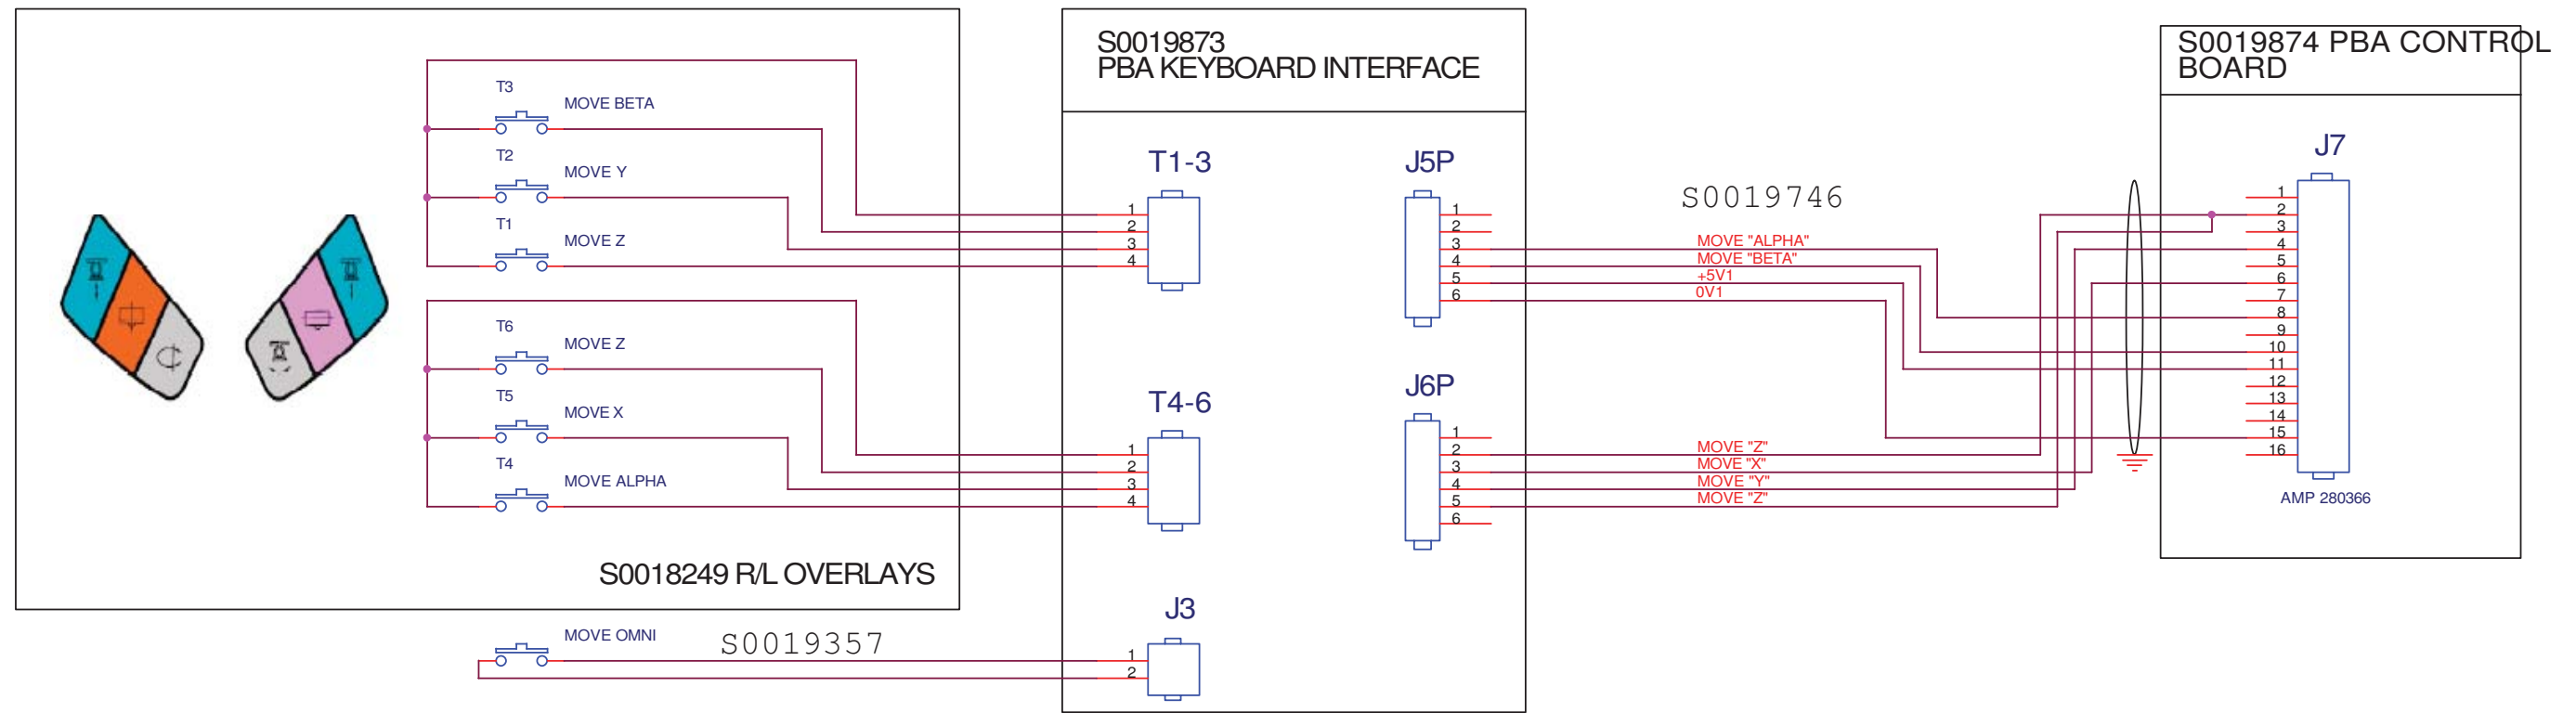 T3
MOVE BETA
T2
MOVE Y
T1
MOVE Z
T6
MOVE Z
T5
MOVE X
T4
MOVE ALPHA
S0018249 R/L OVERLAYS
MOVE OMNI
S0019357
S0019873
PBA KEYBOARD INTERFACE
T1-3
1
2
3
4
T4-6
1
2
3
4
J3
1
2
J5P
1
2
3
4
5
6
J6P
1
2
3
4
5
6
S0019746
MOVE "ALPHA"
MOVE "BETA"
+5V1
0V1
MOVE "Z"
MOVE "X"
MOVE "Y"
MOVE "Z"
S0019874 PBA CONTROL
BOARD
J7
1
2
3
4
5
6
7
8
9
10
11
12
13
14
15
16
AMP 280366